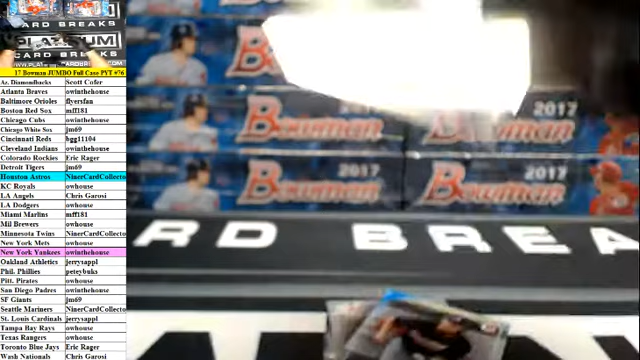 CARD BREAKS
PLATINUM
CARD BREAKS
17 Bowman JUMBO Full Case PYT #76
Az. Diamondbacks Scott Cofer
Atlanta Braves owinthehouse
Baltimore Orioles flyersfan
Boston Red Sox mff181
Chicago Cubs owinthehouse
Chicago White Sox jm69
Cincinnati Reds hgg11104
Cleveland Indians owinthehouse
Colorado Rockies Eric Rager
Detroit Tigers jm69
Houston Astros NinerCardCollecto
KC Royals owhouse
LA Angels Chris Garosi
LA Dodgers owhouse
Miami Marlins mff181
Mil Brewers owhouse
Minnesota Twins NinerCardCollecto
New York Mets owhouse
New York Yankees owinthehouse
Oakland Athletics jerrysappl
Phil. Phillies peteybuks
Pitt. Pirates owhouse
San Diego Padres owinthehouse
SF Giants jm69
Seattle Mariners NinerCardCollecto
St. Louis Cardinals jerrysappl
Tampa Bay Rays owhouse
Texas Rangers owhouse
Toronto Blue Jays Eric Rager
Wash Nationals Chris Garosi
2017 2017
Bowman Bowman
2017 2017
Bowman Bowman
RD BREA